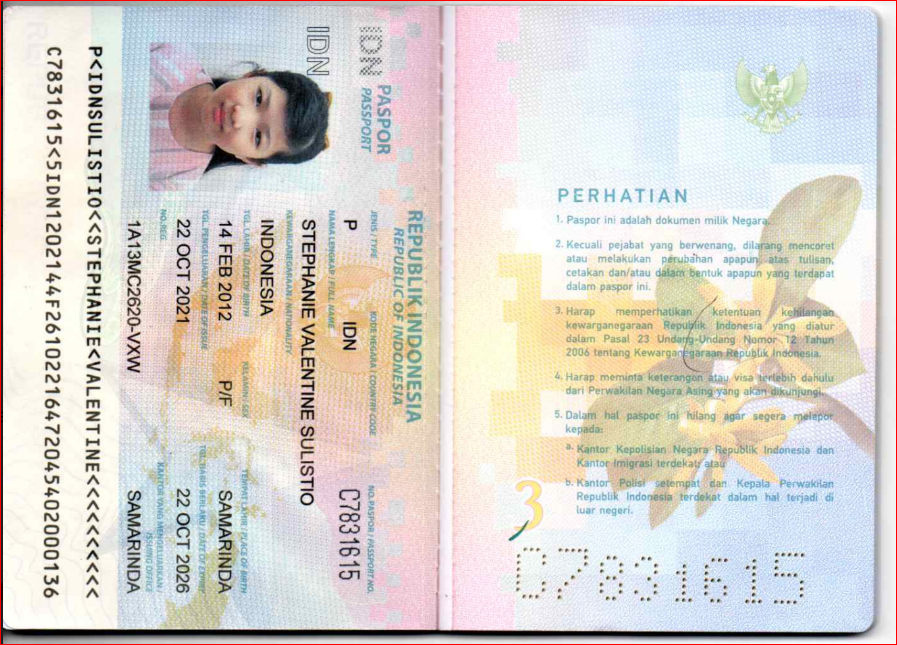 REPUBLIK INDONESIA
REPUBLIC OF INDONESIA
PASPOR
PASSPORT
IDN
IDN
JENIS / TYPE KODE NEGARA / COUNTRY CODE NO. PASPOR / PASSPORT NO.
P IDN C7831615
NAMA LENGKAP / FULL NAME
STEPHANIE VALENTINE SULISTIO
KEWARGANEGARAAN / NATIONALITY
INDONESIA
TGL. LAHIR / DATE OF BIRTH KELAMIN / SEX TEMPAT LAHIR / PLACE OF BIRTH
14 FEB 2012 P/F SAMARINDA
TGL. PENGELUARAN / DATE OF ISSUE TGL. HABIS BERLAKU / DATE OF EXPIRY
22 OCT 2021 22 OCT 2026
NO. REG. KANTOR YANG MENGELUARKAN / ISSUING OFFICE
1A13MC2620-VXW SAMARINDA
P<IDNSULISTIO<<STEPHANIE<VALENTINE<<<<<<<<<<
C7831615<5IDN1202144F2610221647204540200013​6
PERHATIAN
1. Paspor ini adalah dokumen milik Negara.
2. Kecuali pejabat yang berwenang, dilarang mencoret
atau melakukan perubahan apapun atas tulisan,
cetakan dan/atau dalam bentuk apapun yang terdapat
dalam paspor ini.
3. Harap memperhatikan ketentuan kehilangan
kewarganegaraan Republik Indonesia yang diatur
dalam Pasal 23 Undang-Undang Nomor 12 Tahun
2006 tentang Kewarganegaraan Republik Indonesia.
4. Harap meminta keterangan atau visa terlebih dahulu
dari Perwakilan Negara Asing yang akan dikunjungi.
5. Dalam hal paspor ini hilang agar segera melapor
kepada:
a. Kantor Kepolisian Negara Republik Indonesia dan
Kantor Imigrasi terdekat; atau
b. Kantor Polisi setempat dan Kepala Perwakilan
Republik Indonesia terdekat dalam hal terjadi di
luar negeri.
3
C7831615